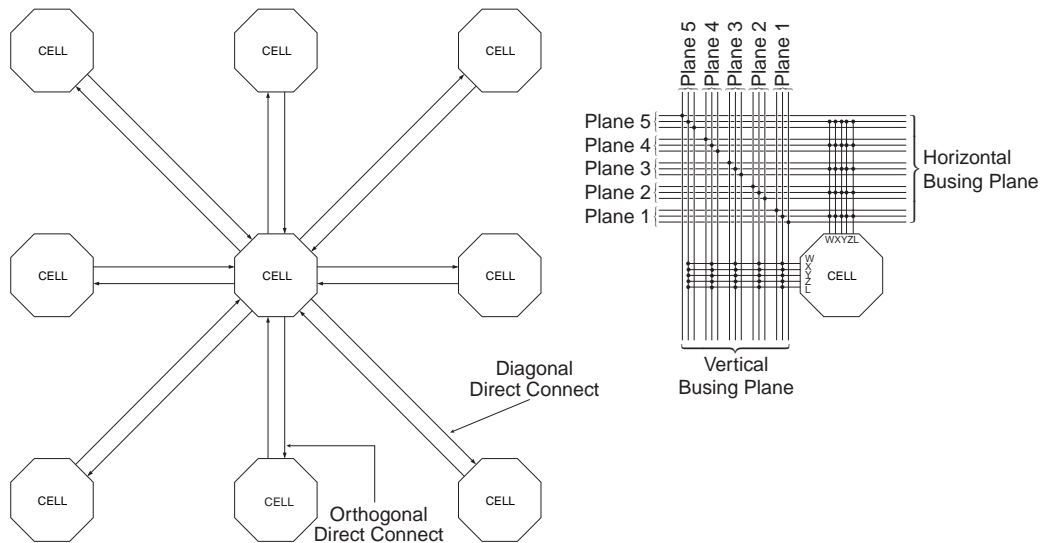 CELL
CELL
CELL
CELL
CELL
CELL
CELL
CELL
CELL
Diagonal
Direct Connect
Orthogonal
Direct Connect
Plane 5
Plane 4
Plane 3
Plane 2
Plane 1
Plane 5
Plane 4
Plane 3
Plane 2
Plane 1
Horizontal
Busing Plane
WXYZL
W
X
Y
Z
L
CELL
Vertical
Busing Plane